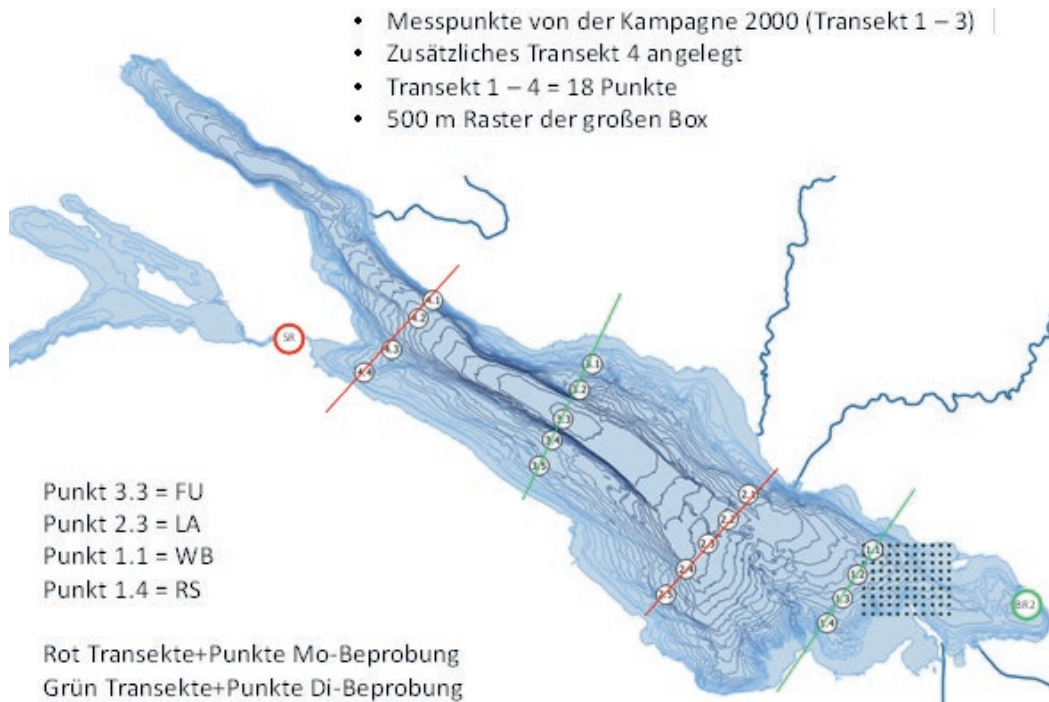 • Messpunkte von der Kampagne 2000 (Transekt 1 – 3)
• Zusätzliches Transekt 4 angelegt
• Transekt 1 – 4 = 18 Punkte
• 500 m Raster der großen Box
4.1
4.2
SR
4.3
4.4
3.1
3.2
3.3
3.4
3.5
Punkt 3.3 = FU
Punkt 2.3 = LA
Punkt 1.1 = WB
Punkt 1.4 = RS
2.1
2.2
2.3
2.4
2.5
1.1
1.2
1.3
1.4
BR2
Rot Transekte+Punkte Mo-Beprobung
Grün Transekte+Punkte Di-Beprobung